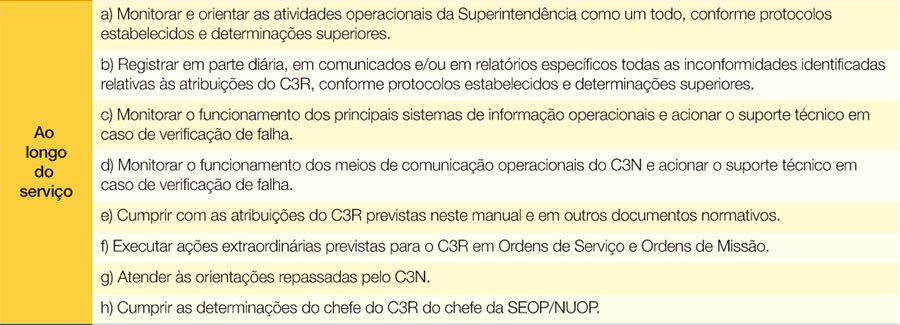 Ao
longo
do
serviço
a) Monitorar e orientar as atividades operacionais da Superintendência como um todo, conforme protocolos
estabelecidos e determinações superiores.
b) Registrar em parte diária, em comunicados e/ou em relatórios específicos todas as inconformidades identificadas
relativas às atribuições do C3R, conforme protocolos estabelecidos e determinações superiores.
c) Monitorar o funcionamento dos principais sistemas de informação operacionais e acionar o suporte técnico em
caso de verificação de falha.
d) Monitorar o funcionamento dos meios de comunicação operacionais do C3N e acionar o suporte técnico em
caso de verificação de falha.
e) Cumprir com as atribuições do C3R previstas neste manual e em outros documentos normativos.
f) Executar ações extraordinárias previstas para o C3R em Ordens de Serviço e Ordens de Missão.
g) Atender às orientações repassadas pelo C3N.
h) Cumprir as determinações do chefe do C3R do chefe da SEOP/NUOP.